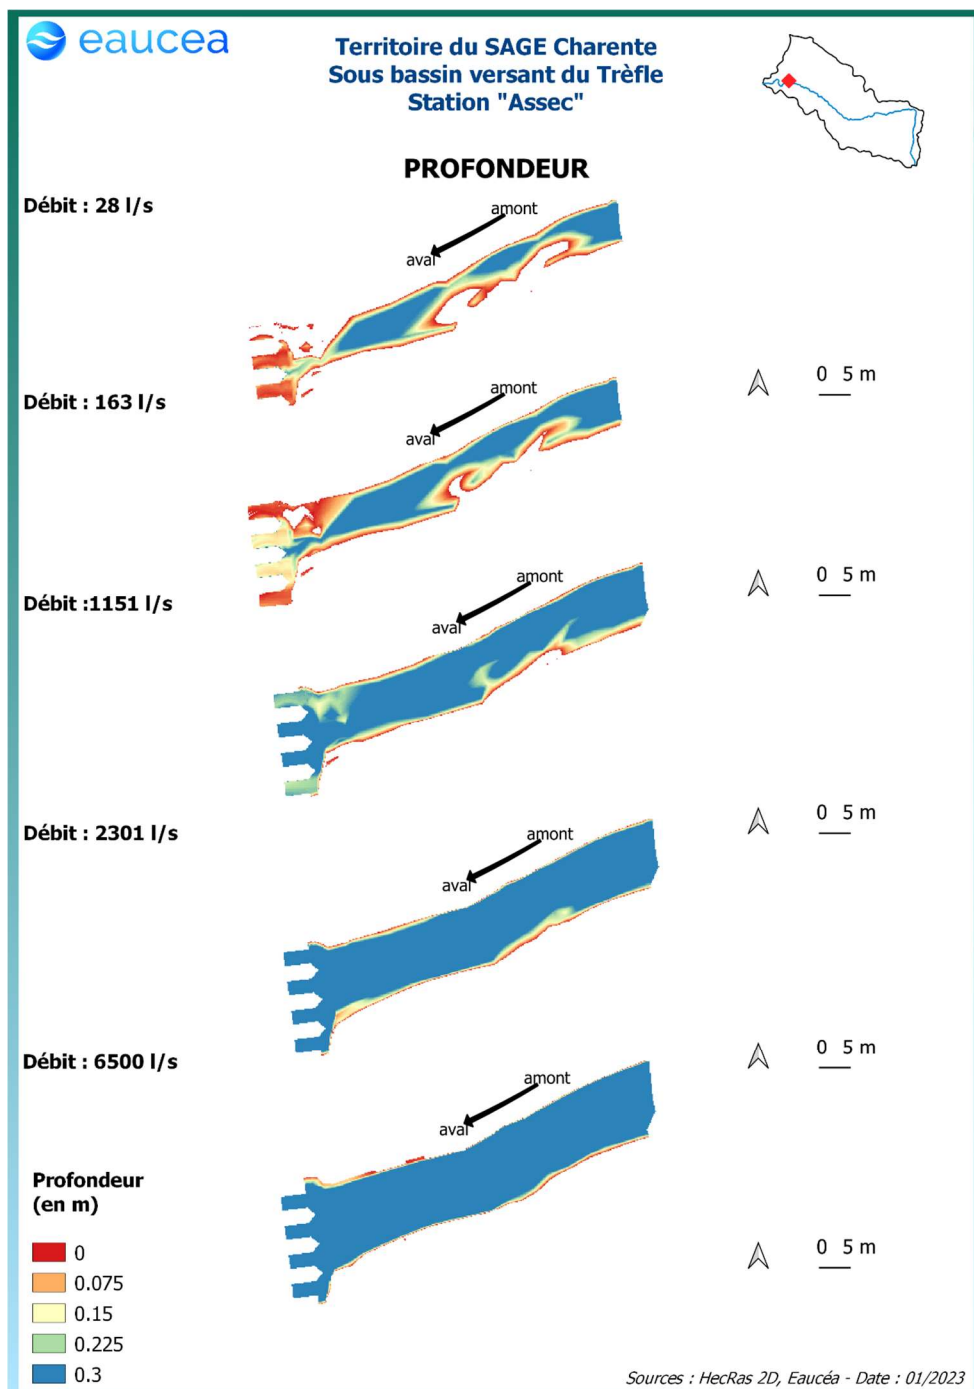 eaucea
Territoire du SAGE Charente
Sous bassin versant du Trèfle
Station "Assec"
PROFONDEUR
Débit : 28 l/s
amont
aval
0 5 m
Débit : 163 l/s
amont
aval
0 5 m
Débit :1151 l/s
amont
aval
0 5 m
Débit : 2301 l/s
amont
aval
0 5 m
Débit : 6500 l/s
amont
aval
0 5 m
Profondeur
(en m)
0
0.075
0.15
0.225
0.3
Sources : HecRas 2D, Eaucéa - Date : 01/2023